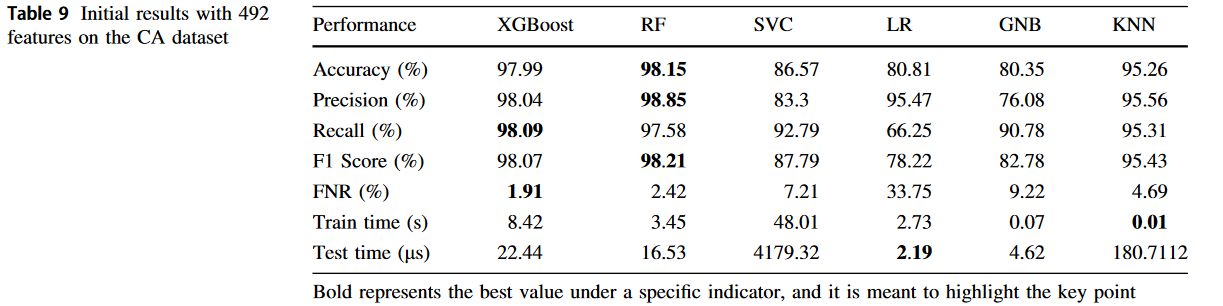 Table 9 Initial results with 492
features on the CA dataset
Performance XGBoost RF SVC LR GNB KNN
Accuracy (%) 97.99 98.15 86.57 80.81 80.35 95.26
Precision (%) 98.04 98.85 83.3 95.47 76.08 95.56
Recall (%) 98.09 97.58 92.79 66.25 90.78 95.31
F1 Score (%) 98.07 98.21 87.79 78.22 82.78 95.43
FNR (%) 1.91 2.42 7.21 33.75 9.22 4.69
Train time (s) 8.42 3.45 48.01 2.73 0.07 0.01
Test time (μs) 22.44 16.53 4179.32 2.19 4.62 180.7112
Bold represents the best value under a specific indicator, and it is meant to highlight the key point